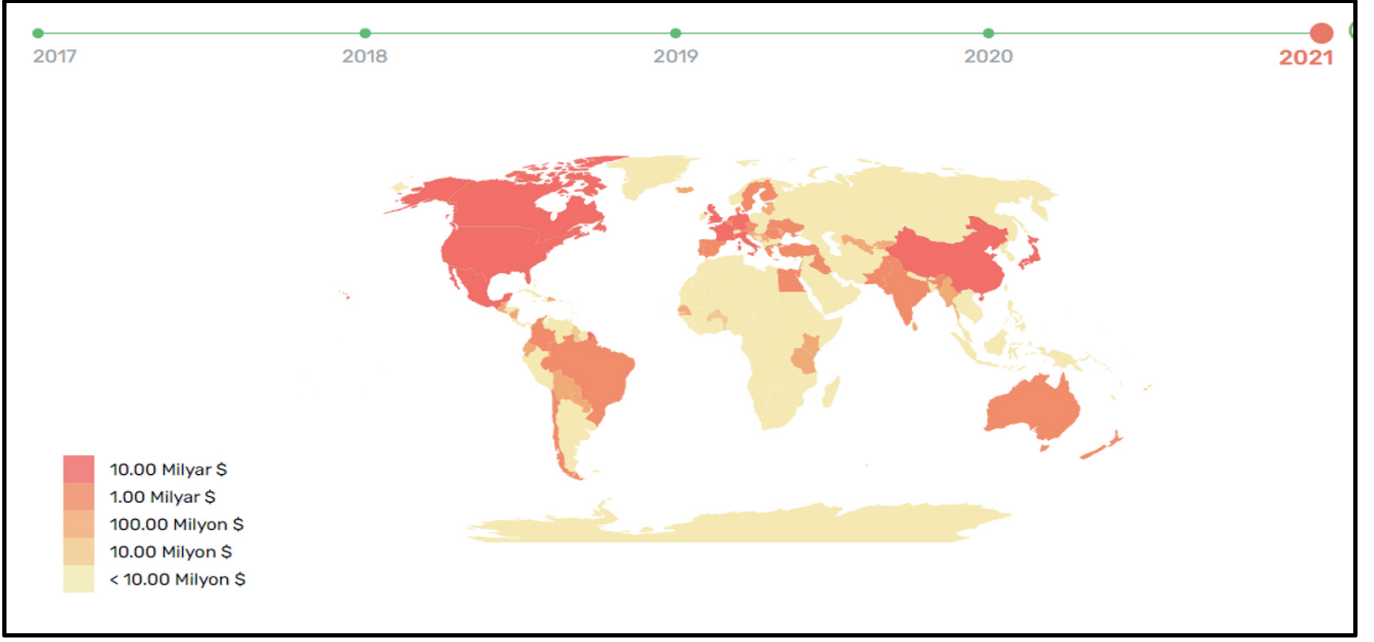 2017 2018 2019 2020 2021
10.00 Milyar $
1.00 Milyar $
100.00 Milyon $
10.00 Milyon $
< 10.00 Milyon $